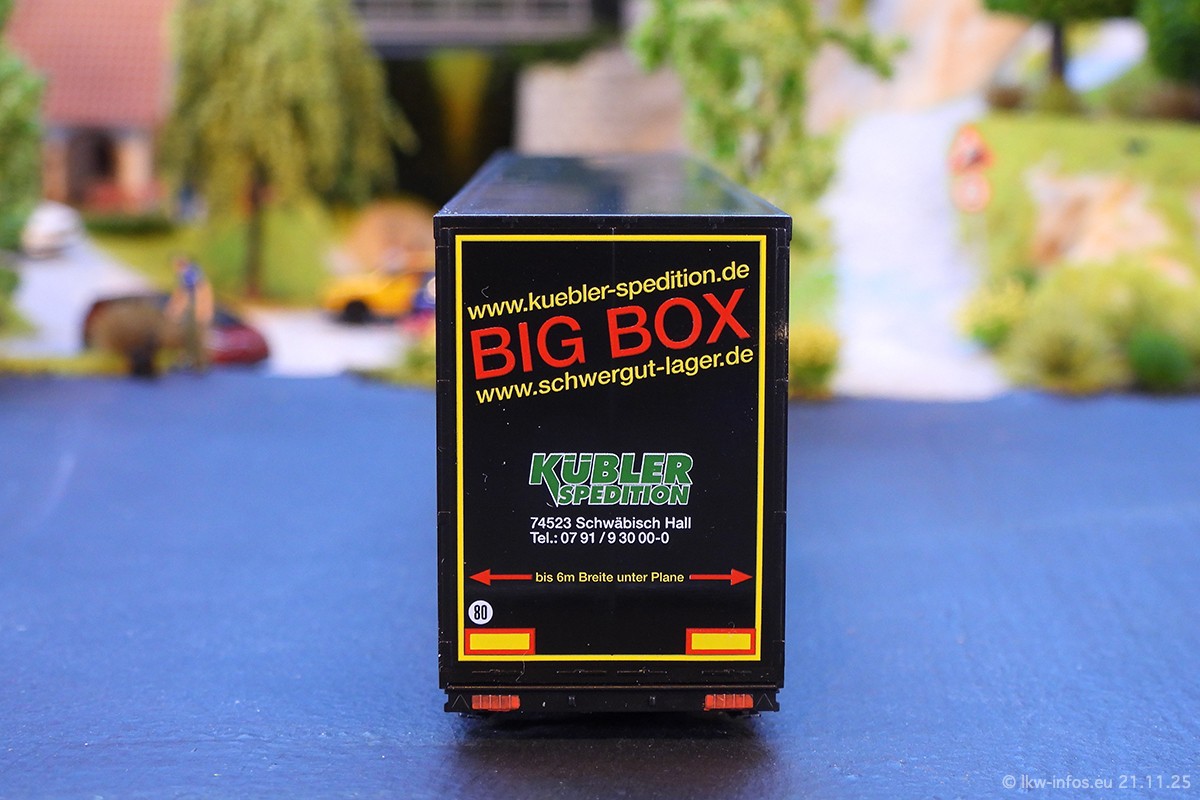 www.kuebler-spedition.de
BIG BOX
www.schwergut-lager.de
KÜBLER
SPEDITION
74523 Schwäbisch Hall
Tel.: 07 91 / 9 30 00-0
bis 6m Breite unter Plane
80
© lkw-infos.eu 21.11.25